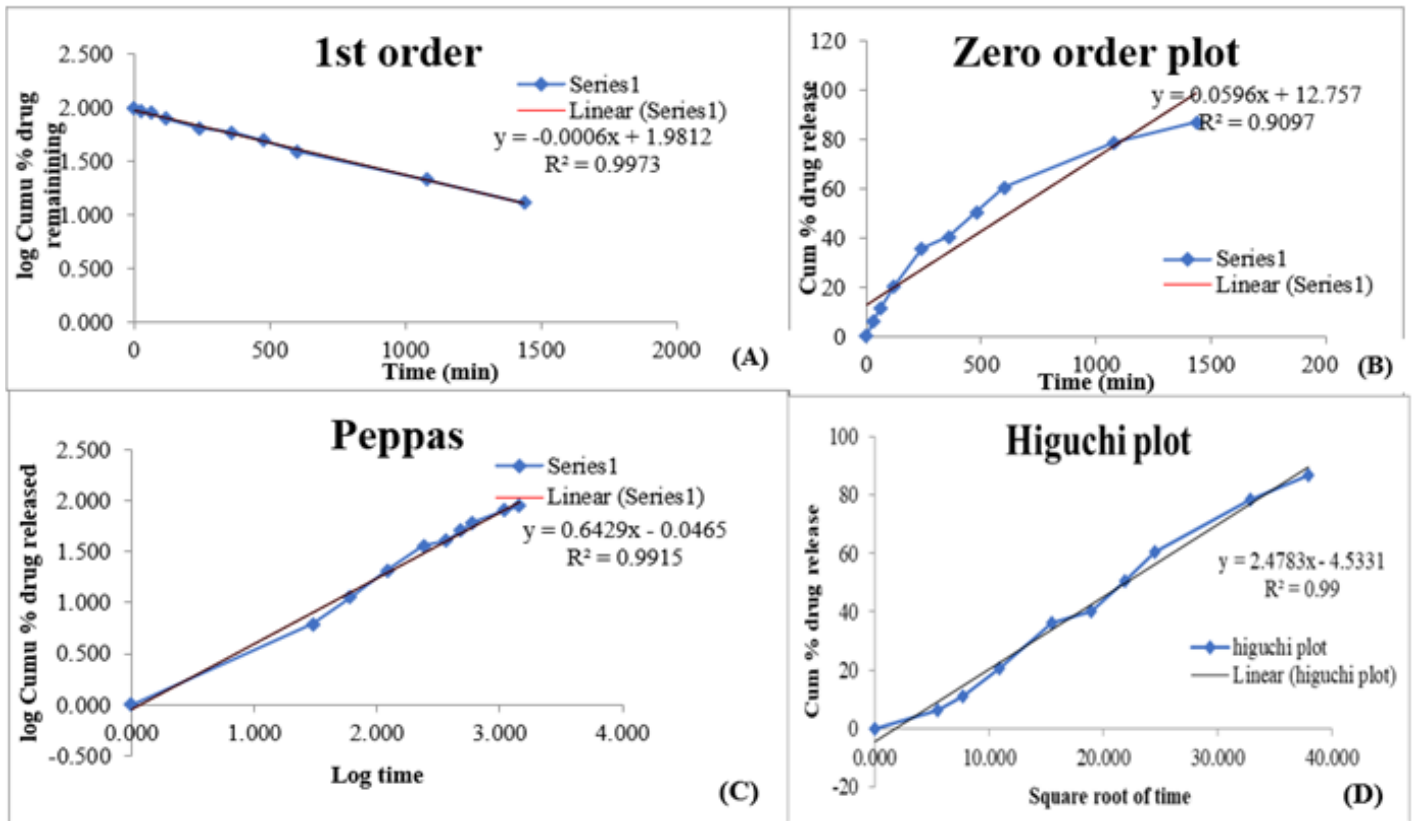 1st order
Series1
Linear (Series1)
y = -0.0006x + 1.9812
R² = 0.9973
log Cumu % drug
remainining
2.500
2.000
1.500
1.000
0.500
0.000
0
500
1000
1500
2000
Time (min)
(A)
Zero order plot
y = 0.0596x + 12.757
R² = 0.9097
Series1
Linear (Series1)
Cum % drug release
120
100
80
60
40
20
0
0
500
1000
1500
200
Time (min)
(B)
Peppas
Series1
Linear (Series1)
y = 0.6429x - 0.0465
R² = 0.9915
log Cumu % drug released
2.500
2.000
1.500
1.000
0.500
0.000
-0.500
0.000
1.000
2.000
3.000
4.000
Log time
(C)
Higuchi plot
y = 2.4783x - 4.5331
R² = 0.99
higuchi plot
Linear (higuchi plot)
Cum % drug release
100
80
60
40
20
0
-20
0.000
10.000
20.000
30.000
40.000
Square root of time
(D)